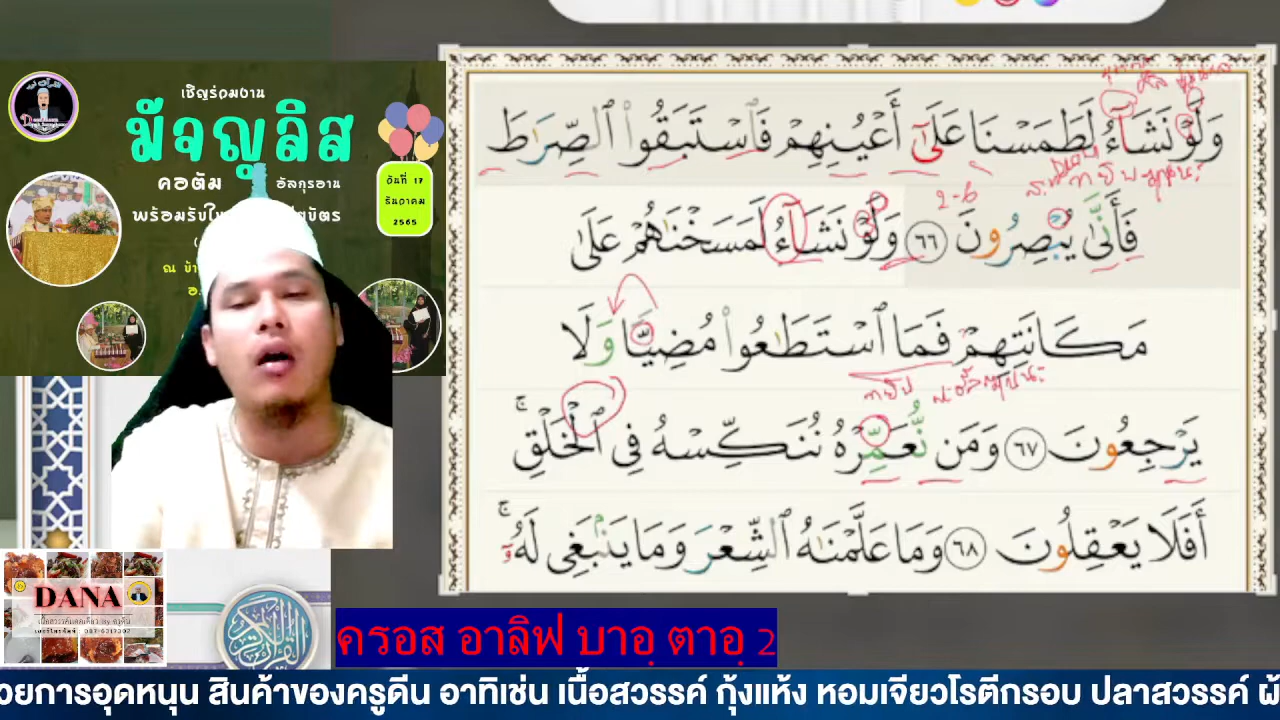 เชิญร่วมงาน
มัจญลิส
คอตัม อัลกุรอาน
พร้อมรับใบ
วันที่ 17
ธันวาคม
2565
ณ บ้า
وَلَوْ نَشَآءُ لَطَمَسْنَا عَلَىٰٓ أَعْيُنِهِمْ فَٱسْتَبَقُوا۟ ٱلصِّرَٰطَ
فَأَنَّىٰ يُبْصِرُونَ ٦٦ وَلَوْ نَشَآءُ لَمَسَخْنَٰهُمْ عَلَىٰ
2-6
مَكَانَتِهِمْ فَمَا ٱسْتَطَٰعُوا۟ مُضِيًّا وَلَا
يَرْجِعُونَ ٦٧ وَمَن نُّعَمِّرْهُ نُنَكِّسْهُ فِى ٱلْخَلْقِ ۚ
أَفَلَا يَعْقِلُونَ ٦٨ وَمَا عَلَّمْنَٰهُ ٱلشِّعْرَ وَمَا يَنۢبَغِى لَهُۥٓ ۚ
DANA
ครอส อาลิฟ บาอฺ ตาอฺ 2
วยการอุดหนุน สินค้าของครูดีน อาทิเช่น เนื้อสวรรค์ กุ้งแห้ง หอมเจียวโรตีกรอบ ปลาสวรรค์ ผ้